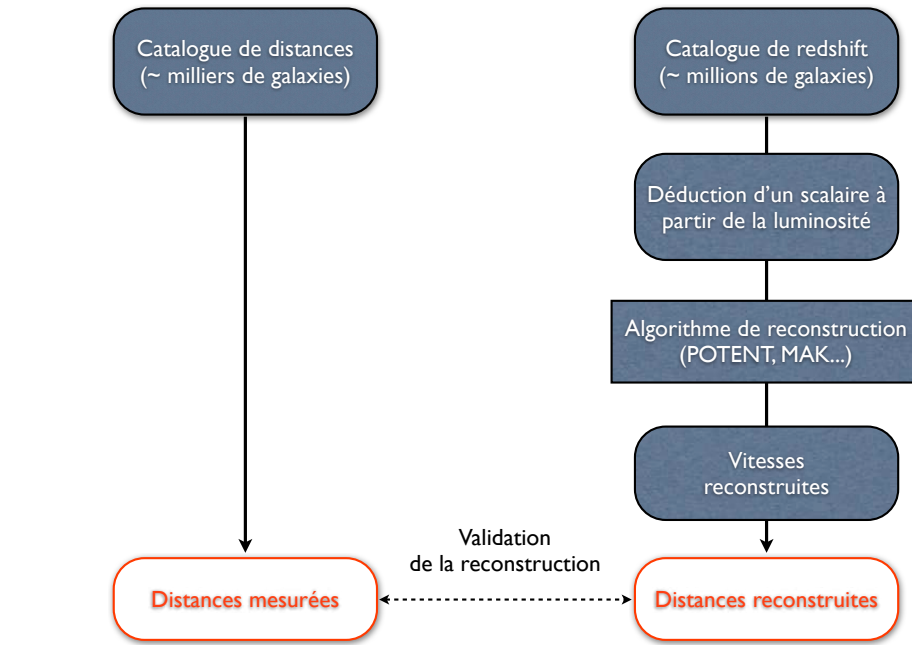 Catalogue de distances
(~ milliers de galaxies)
Catalogue de redshift
(~ millions de galaxies)
Déduction d'un scalaire à
partir de la luminosité
Algorithme de reconstruction
(POTENT, MAK...)
Vitesses
reconstruites
Validation
de la reconstruction
Distances mesurées
Distances reconstruites